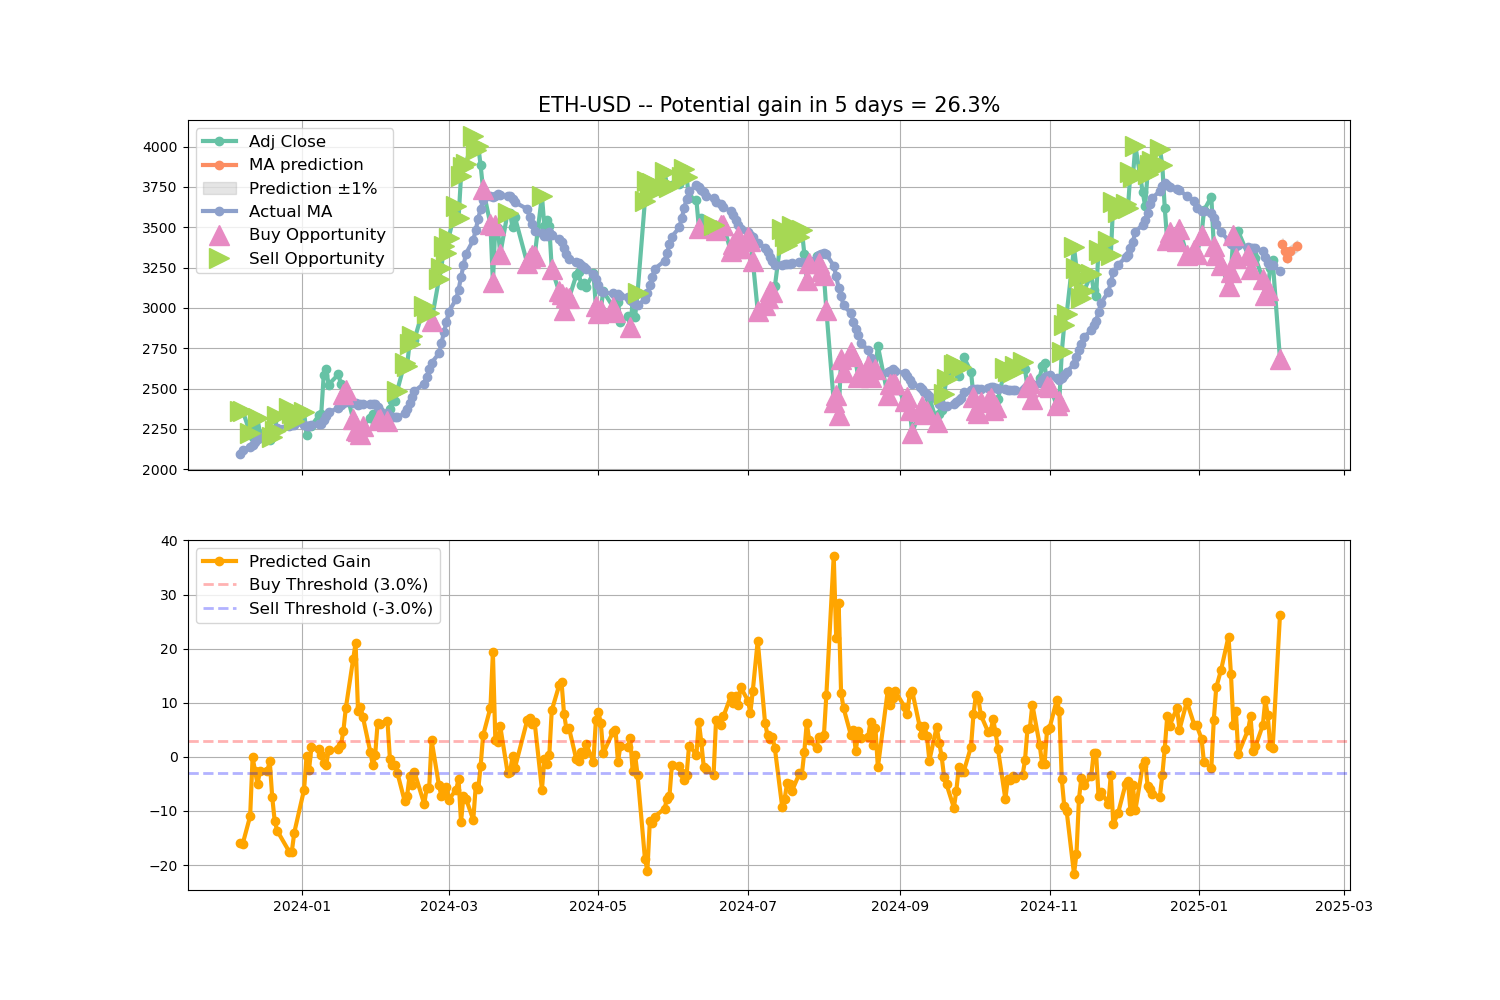 ETH-USD -- Potential gain in 5 days = 26.3%
4000
3750
3500
3250
3000
2750
2500
2250
2000
Adj Close
MA prediction
Prediction ±1%
Actual MA
Buy Opportunity
Sell Opportunity
40
30
20
10
0
−10
−20
Predicted Gain
Buy Threshold (3.0%)
Sell Threshold (-3.0%)
2024-01
2024-03
2024-05
2024-07
2024-09
2024-11
2025-01
2025-03